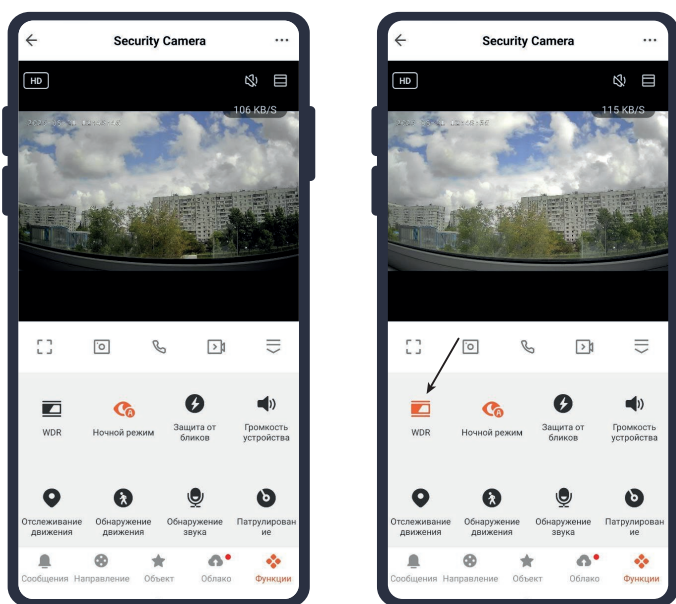 Security Camera
HD
106 KB/S
WDR
Ночной режим
Защита от
бликов
Громкость
устройства
Отслеживание
движения
Обнаружение
движения
Обнаружение
звука
Патрулирован
ие
Сообщения
Направление
Объект
Облако
Функции
Security Camera
HD
115 KB/S
WDR
Ночной режим
Защита от
бликов
Громкость
устройства
Отслеживание
движения
Обнаружение
движения
Обнаружение
звука
Патрулирован
ие
Сообщения
Направление
Объект
Облако
Функции